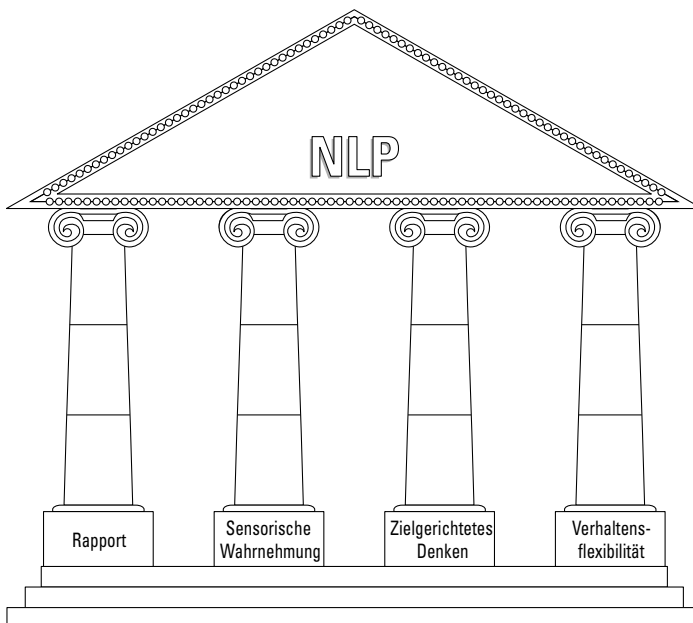 NLP
Rapport
Sensorische
Wahrnehmung
Zielgerichtetes
Denken
Verhaltens-
flexibilität